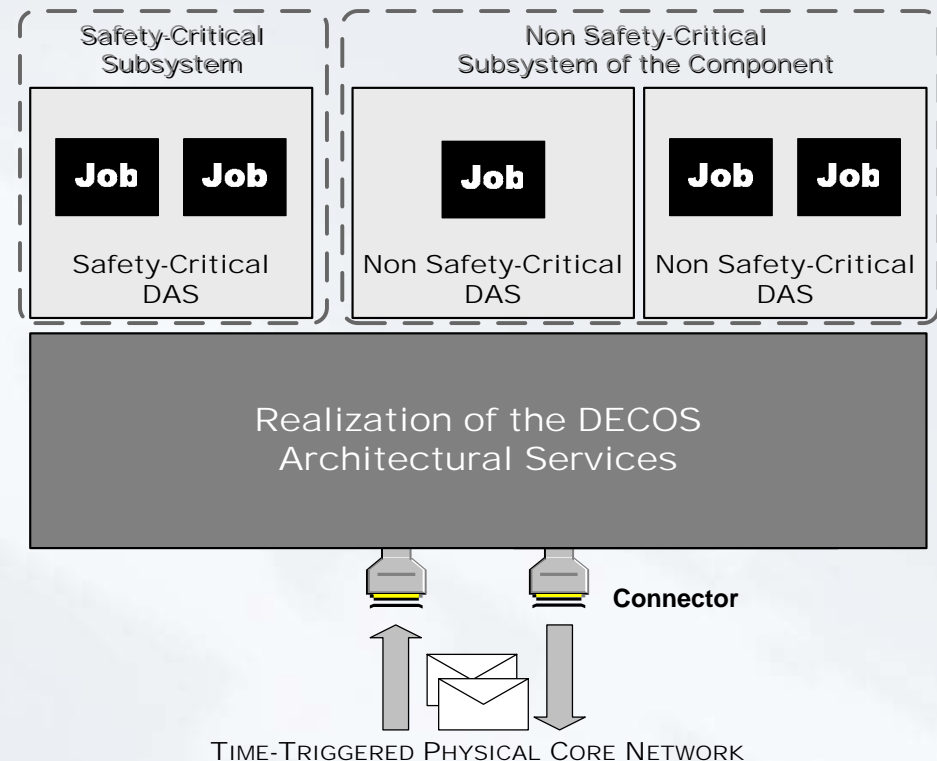 Safety-Critical
Subsystem
Non Safety-Critical
Subsystem of the Component
Job
Job
Job
Job
Job
Safety-Critical
DAS
Non Safety-Critical
DAS
Non Safety-Critical
DAS
Realization of the DECOS
Architectural Services
Connector
TIME-TRIGGERED PHYSICAL CORE NETWORK